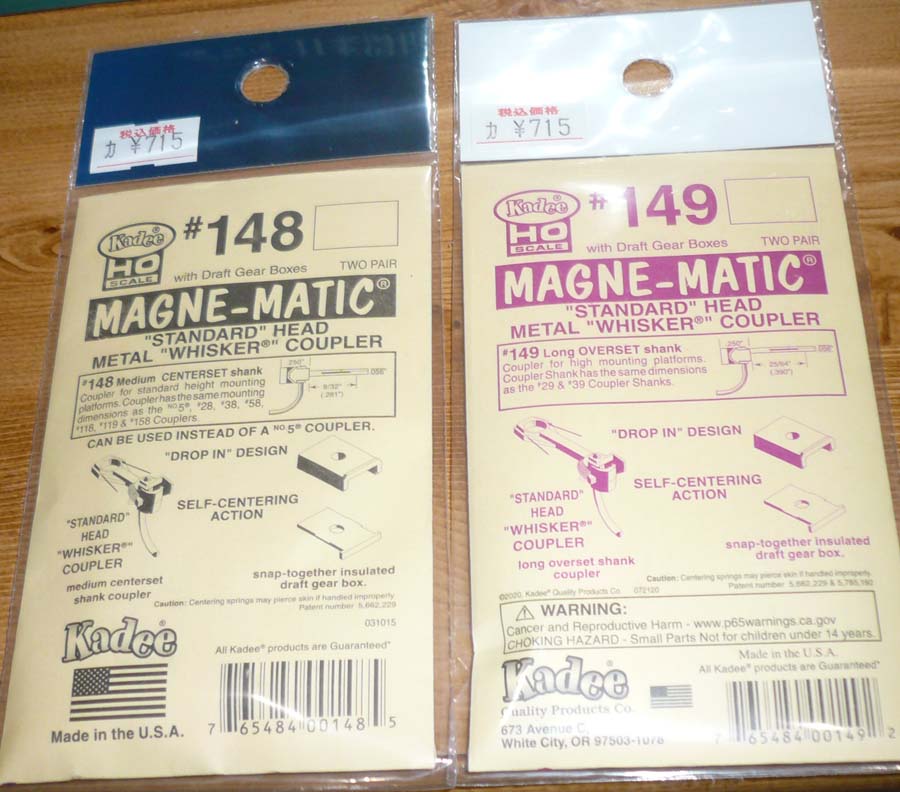 税込価格
カ ¥715
Kadee®
HO
SCALE
#148
with Draft Gear Boxes
TWO PAIR
MAGNE-MATIC®
"STANDARD" HEAD
METAL "WHISKER®" COUPLER
#148 Medium CENTERSET shank
Coupler for standard height mounting
platforms. Coupler has the same mounting
dimensions as the NO.5®, #28, #38, #58,
#118, #119 & #158 Couplers.
.250"
.056"
9/32"
(.281")
CAN BE USED INSTEAD OF A NO.5® COUPLER.
"DROP IN" DESIGN
SELF-CENTERING
ACTION
"STANDARD"
HEAD
"WHISKER®"
COUPLER
medium centerset
shank coupler
snap-together insulated
draft gear box.
Caution: Centering springs may pierce skin if handled improperly.
Patent number 5,662,229
031015
Kadee®
All Kadee® products are Guaranteed"
Made in the U.S.A.
7 65484 00148 5
税込価格
カ ¥715
Kadee®
HO
SCALE
#149
with Draft Gear Boxes
TWO PAIR
MAGNE-MATIC®
"STANDARD" HEAD
METAL "WHISKER®" COUPLER
#149 Long OVERSET shank
Coupler for high mounting platforms.
Coupler Shank has the same dimensions
as the #29 & #39 Coupler Shanks.
.250"
.056"
25/64"
(.390")
"DROP IN" DESIGN
SELF-CENTERING
ACTION
"STANDARD"
HEAD
"WHISKER®"
COUPLER
long overset shank
coupler
snap-together insulated
draft gear box.
Caution: Centering springs may pierce skin if handled improperly.
Patent number 5,662,229 & 5,785,192
©2020, Kadee® Quality Products Co. 072120
⚠ WARNING:
Cancer and Reproductive Harm - www.p65warnings.ca.gov
CHOKING HAZARD - Small Parts Not for children under 14 years.
Kadee®
Quality Products Co.
673 Avenue C,
White City, OR 97503-1078
Made in the U.S.A.
All Kadee® products are Guaranteed"
7 65484 00149 2